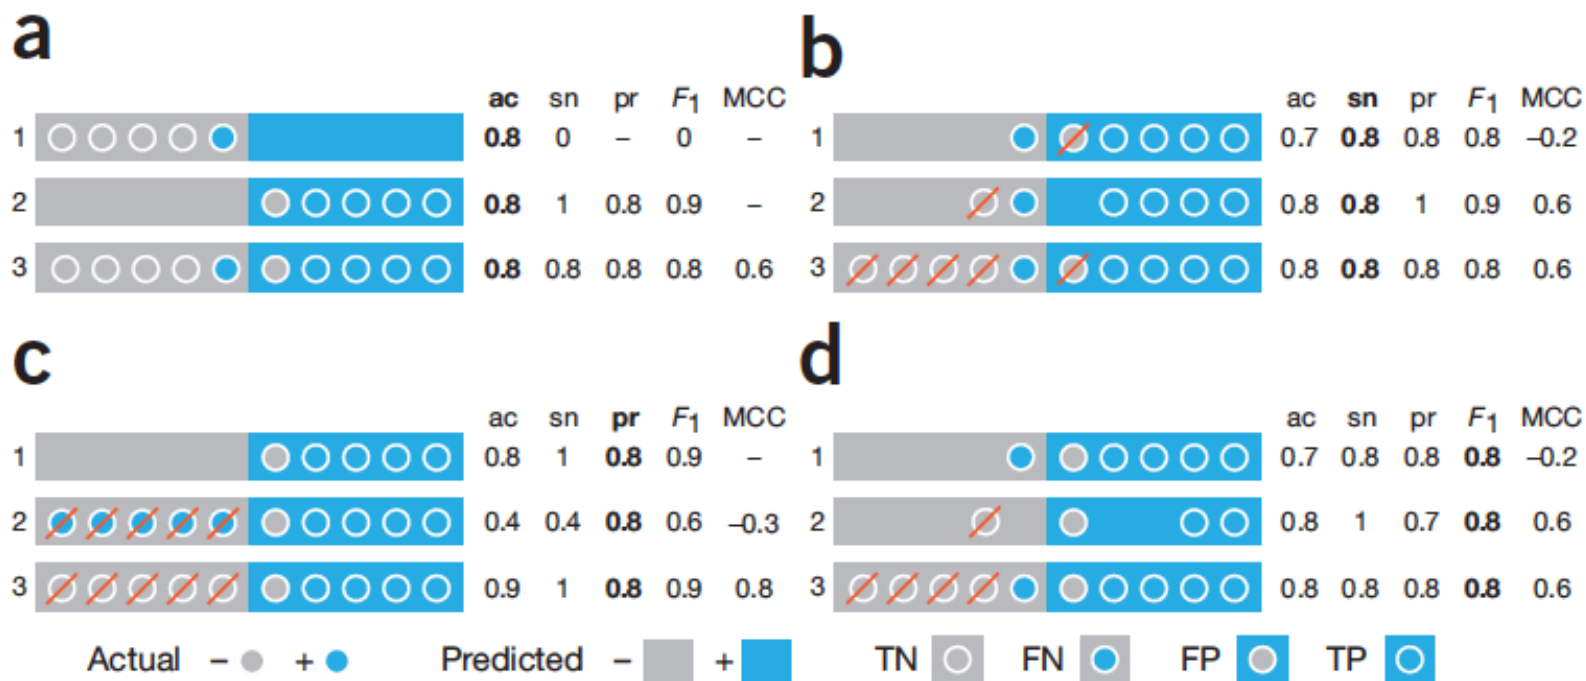 a
ac sn pr F1 MCC
1 0.8 0 – 0 –
2 0.8 1 0.8 0.9 –
3 0.8 0.8 0.8 0.8 0.6
b
ac sn pr F1 MCC
1 0.7 0.8 0.8 0.8 –0.2
2 0.8 0.8 1 0.9 0.6
3 0.8 0.8 0.8 0.8 0.6
c
ac sn pr F1 MCC
1 0.8 1 0.8 0.9 –
2 0.4 0.4 0.8 0.6 –0.3
3 0.9 1 0.8 0.9 0.8
d
ac sn pr F1 MCC
1 0.7 0.8 0.8 0.8 –0.2
2 0.8 1 0.7 0.8 0.6
3 0.8 0.8 0.8 0.8 0.6
Actual – + Predicted – + TN FN FP TP